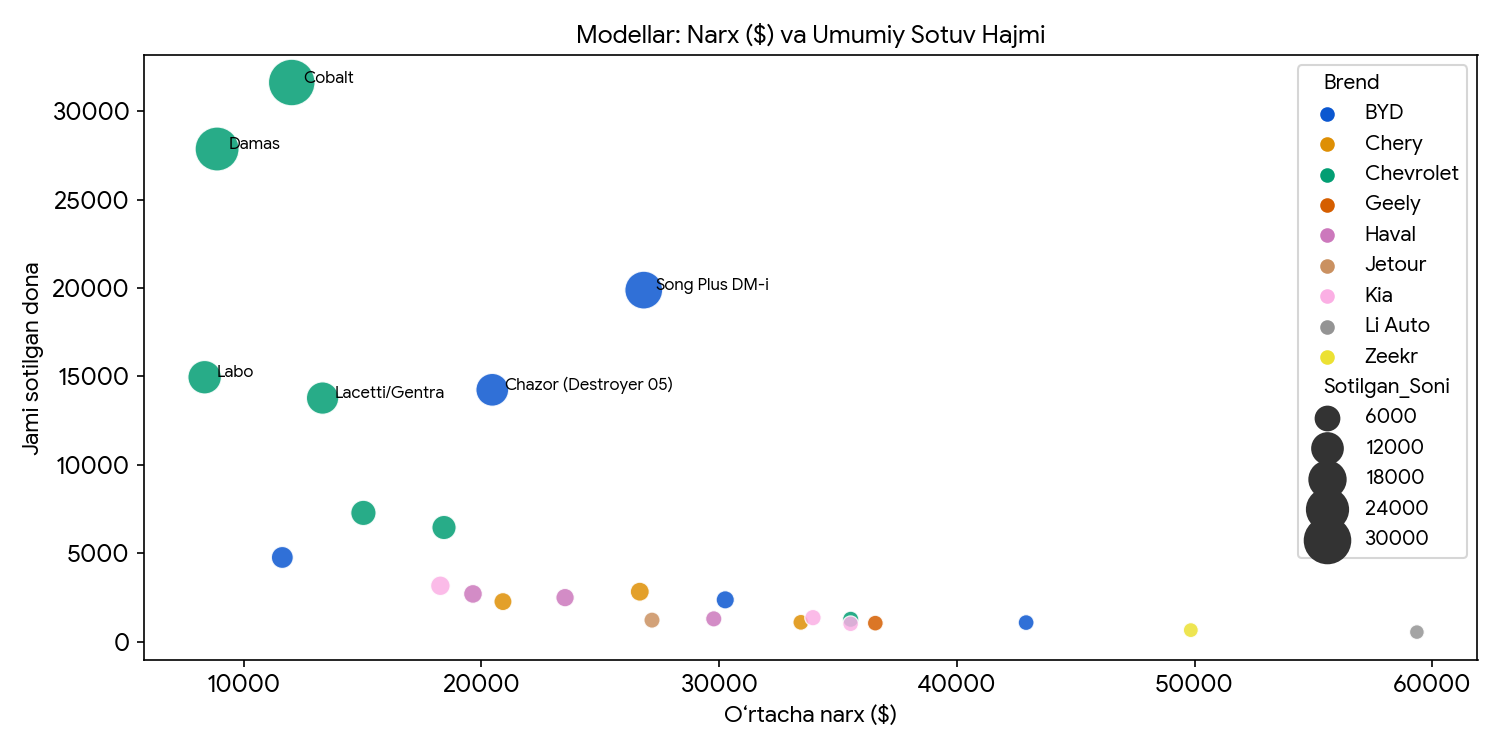 Modellar: Narx ($) va Umumiy Sotuv Hajmi
Jami sotilgan dona
30000
25000
20000
15000
10000
5000
0
Cobalt
Damas
Song Plus DM-i
Labo
Lacetti/Gentra
Chazor (Destroyer 05)
Brend
BYD
Chery
Chevrolet
Geely
Haval
Jetour
Kia
Li Auto
Zeekr
Sotilgan_Soni
6000
12000
18000
24000
30000
10000
20000
30000
40000
50000
60000
Oʻrtacha narx ($)